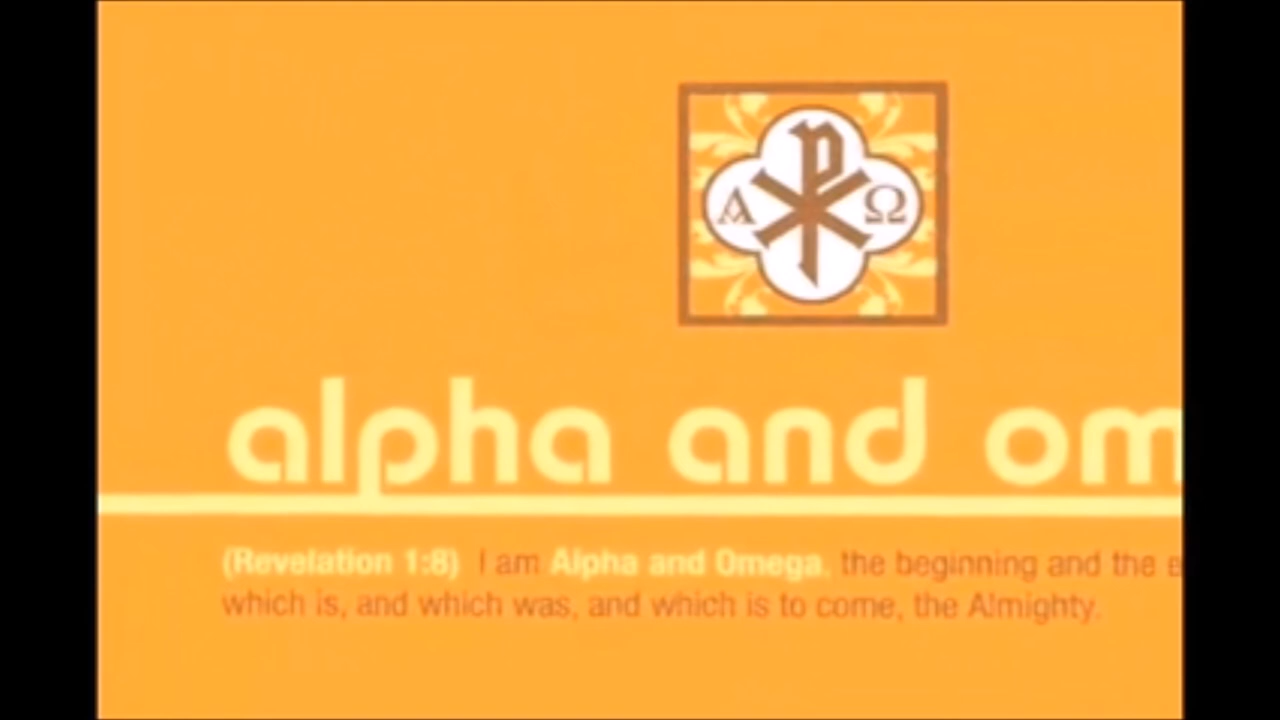 Α Ω
alpha and om
(Revelation 1:8) I am Alpha and Omega, the beginning and the e
which is, and which was, and which is to come, the Almighty.